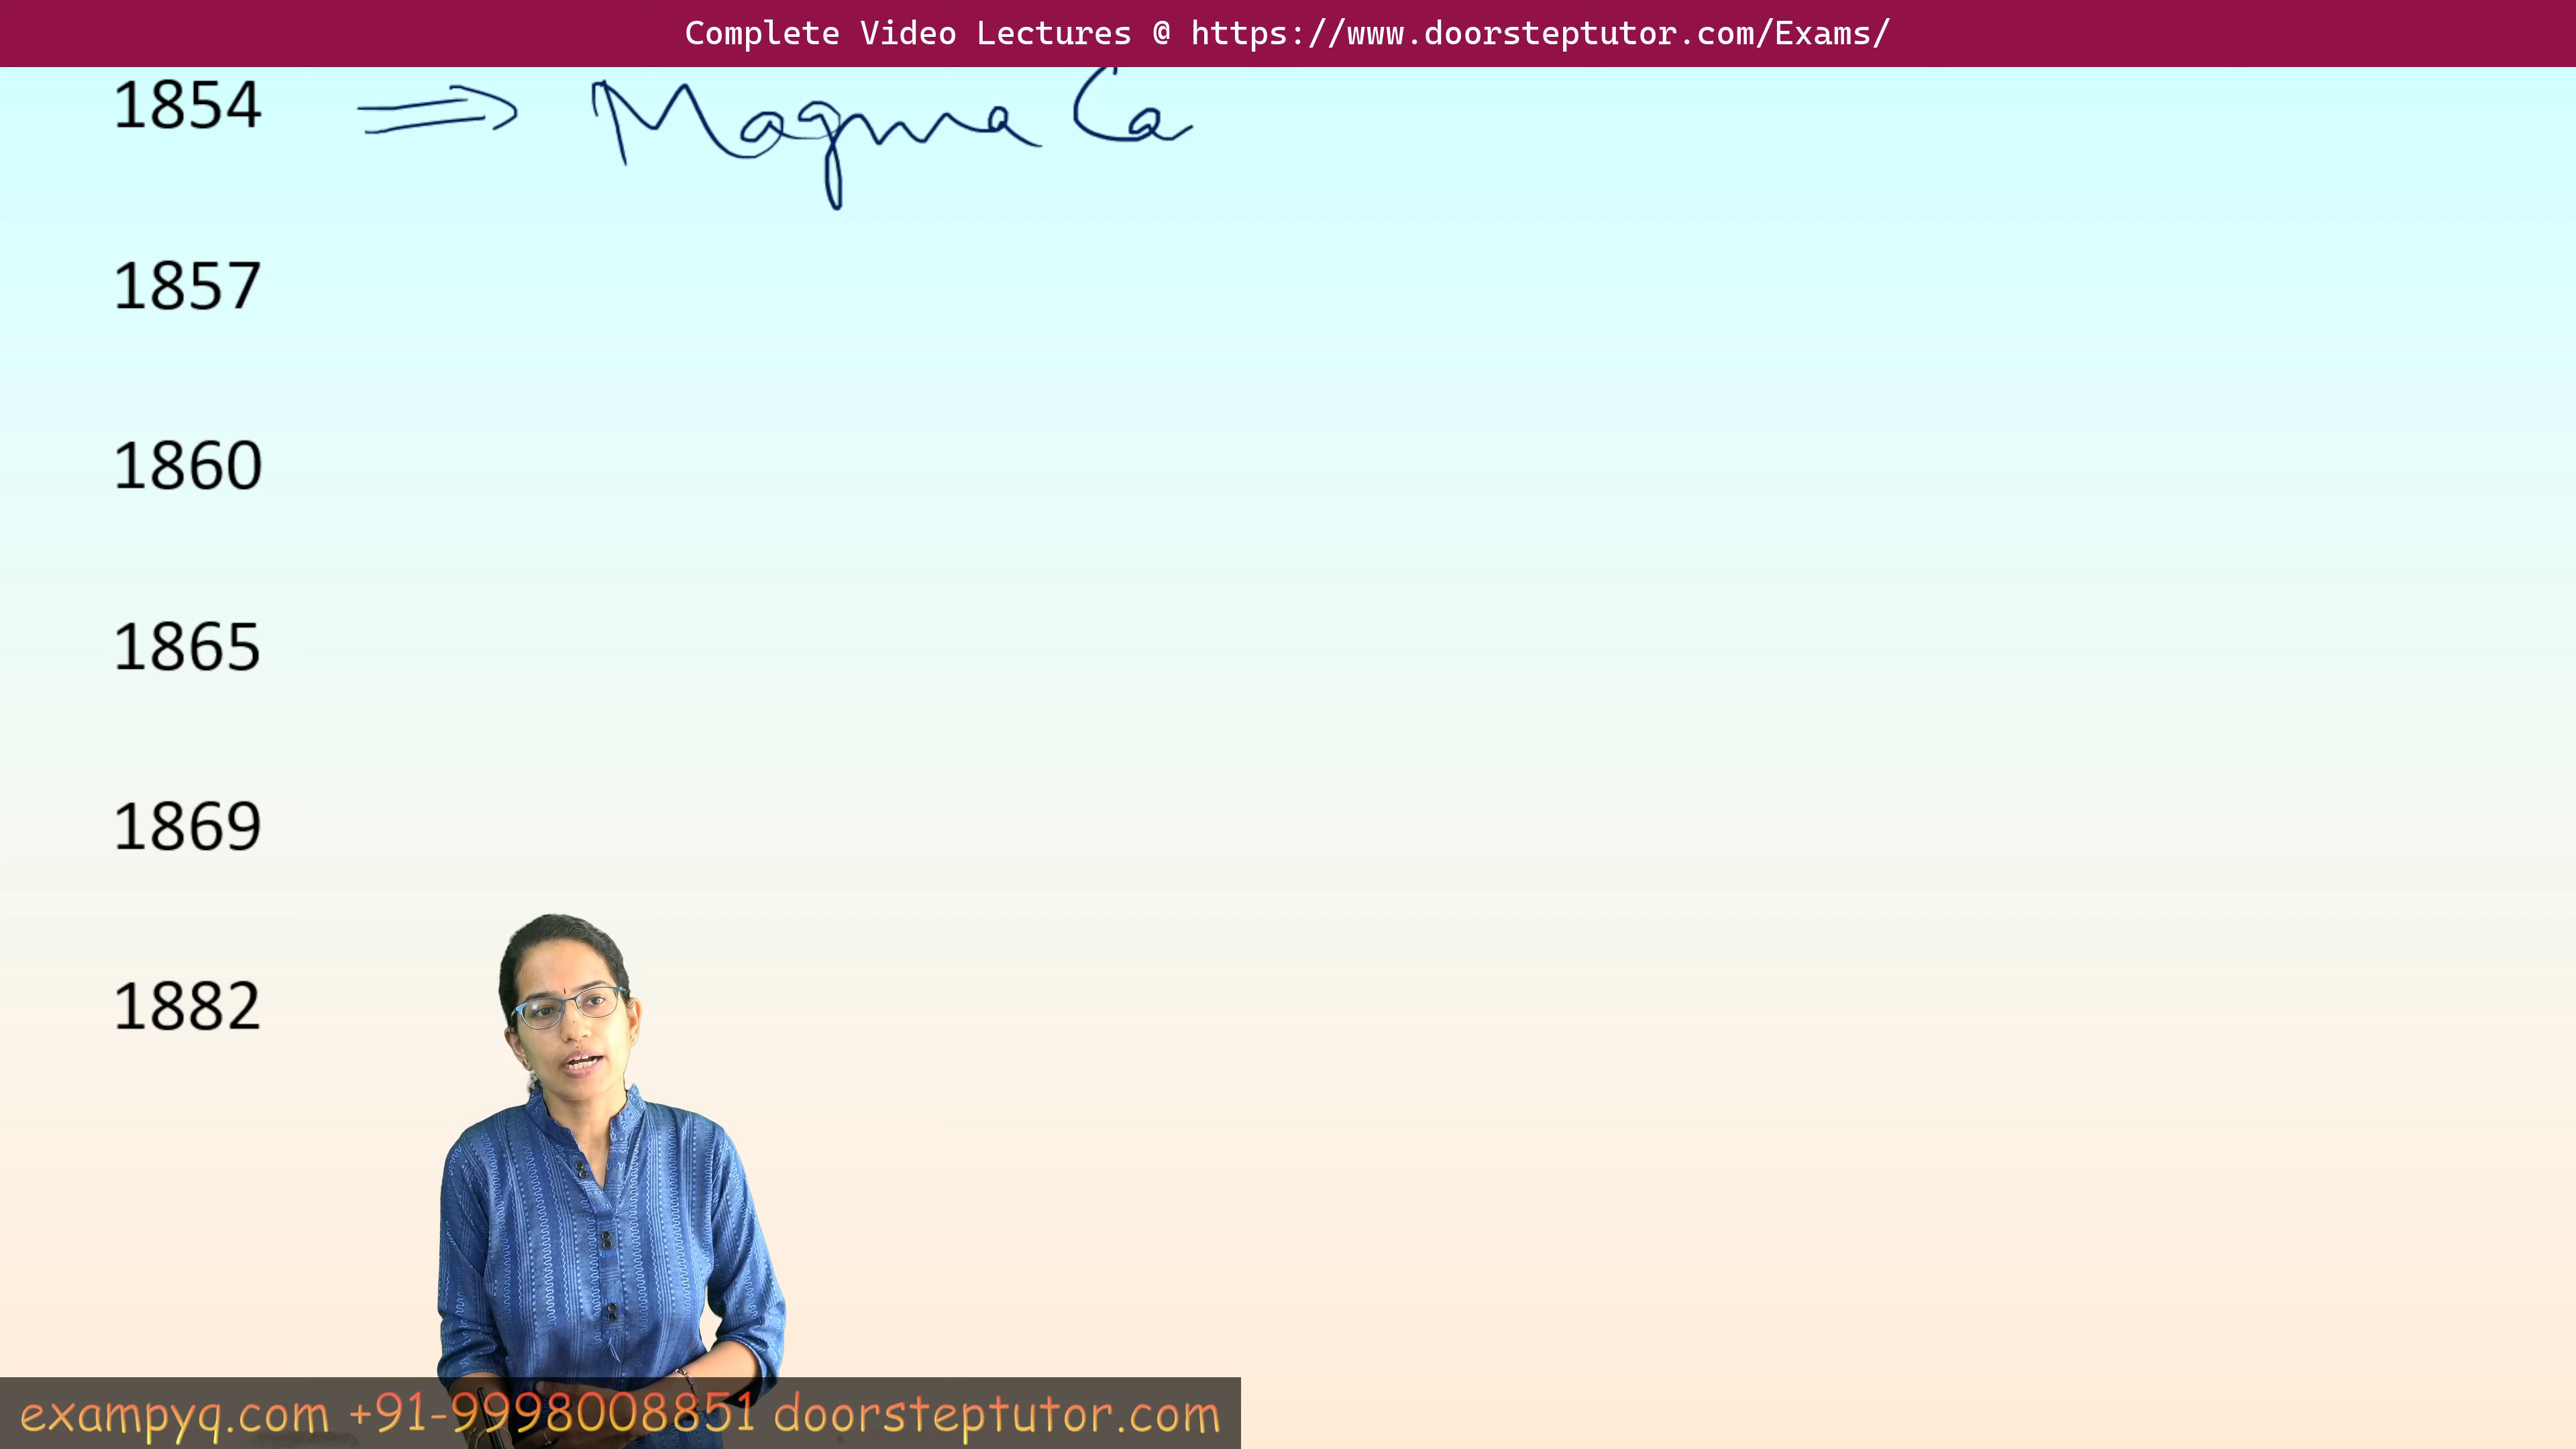 Complete Video Lectures @ https://www.doorsteptutor.com/Exams/
1854 ⇒ Magna Ca
1857
1860
1865
1869
1882
exampyq.com +91-9998008851 doorsteptutor.com